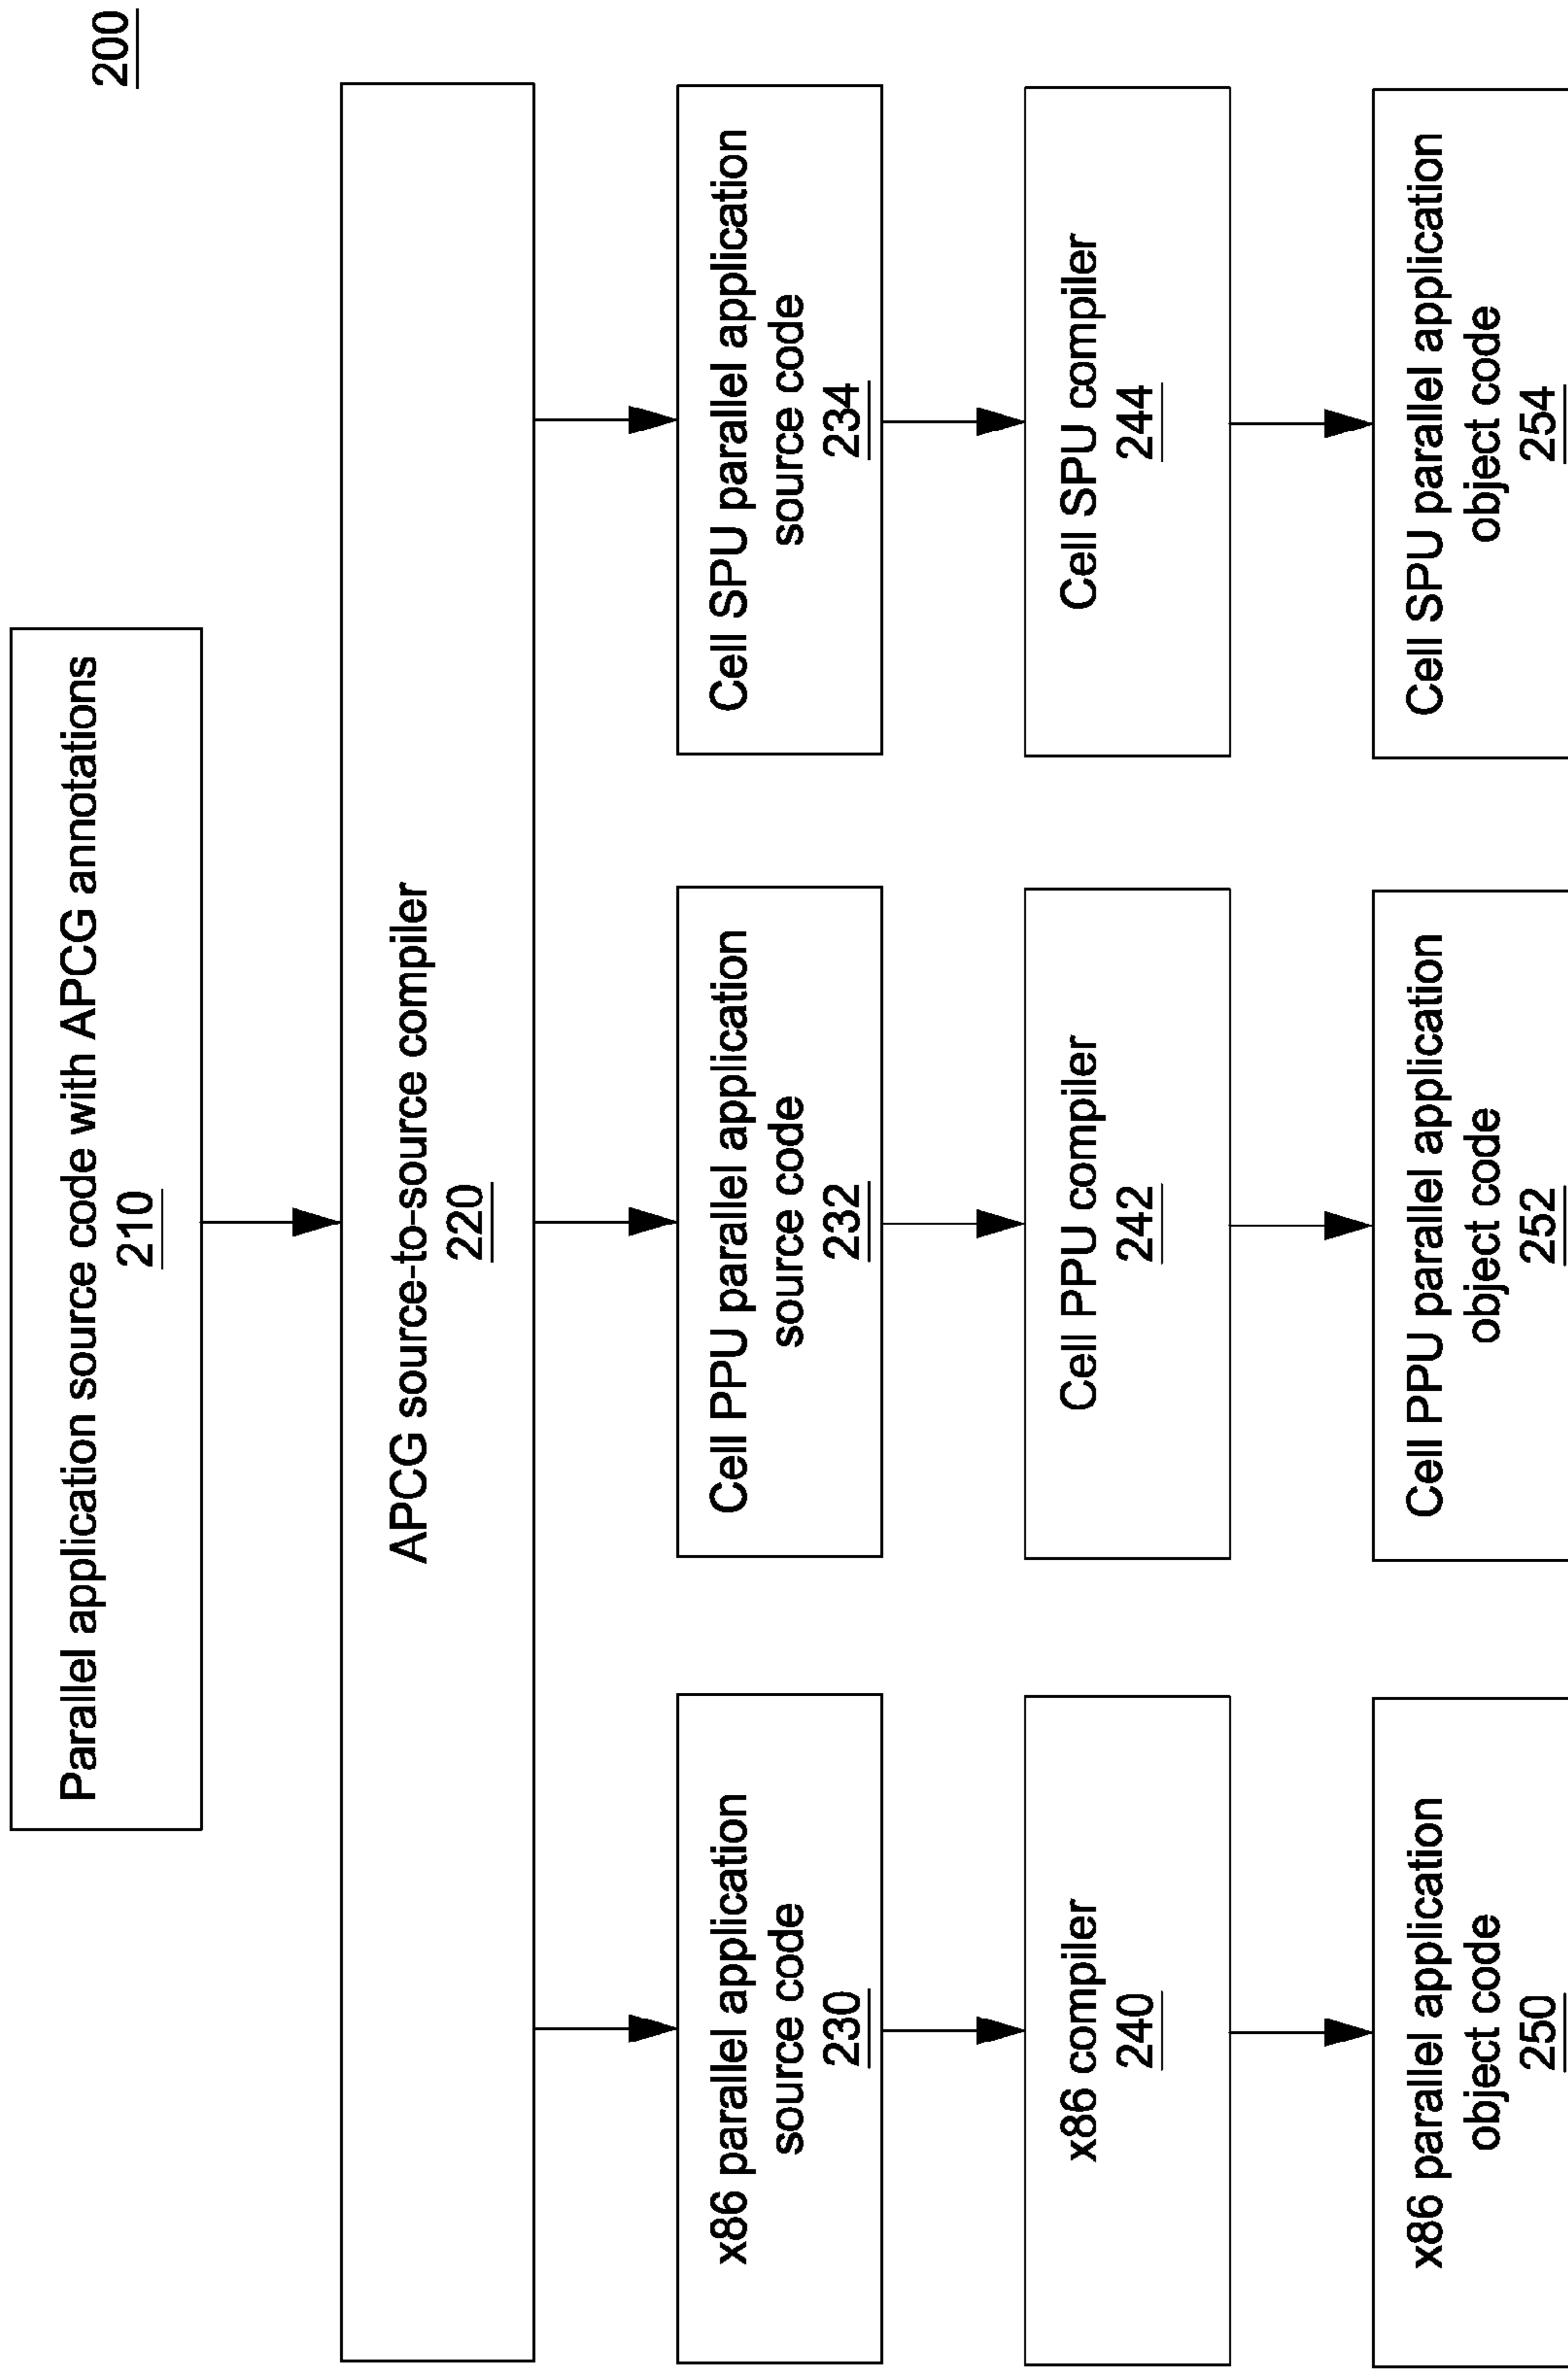 200
Parallel application source code with APCG annotations
210
APCG source-to-source compiler
220
x86 parallel application
source code
230
Cell PPU parallel application
source code
232
Cell SPU parallel application
source code
234
x86 compiler
240
Cell PPU compiler
242
Cell SPU compiler
244
x86 parallel application
object code
250
Cell PPU parallel application
object code
252
Cell SPU parallel application
object code
254